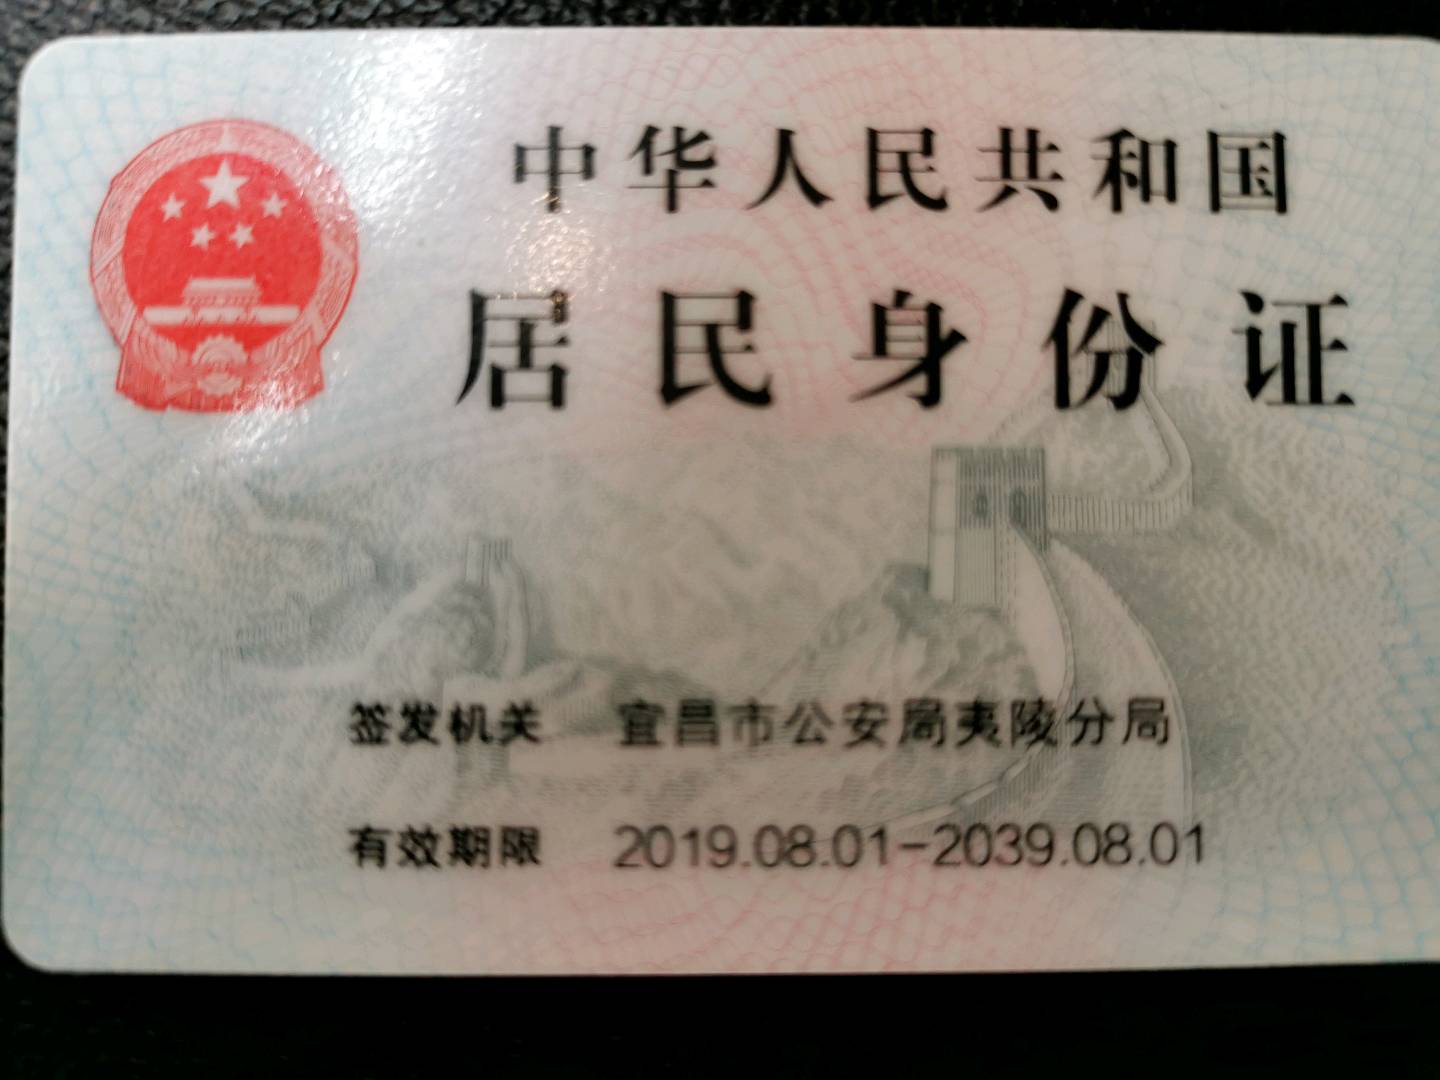 中华人民共和国
居民身份证
签发机关 宜昌市公安局夷陵分局
有效期限 2019.08.01-2039.08.01